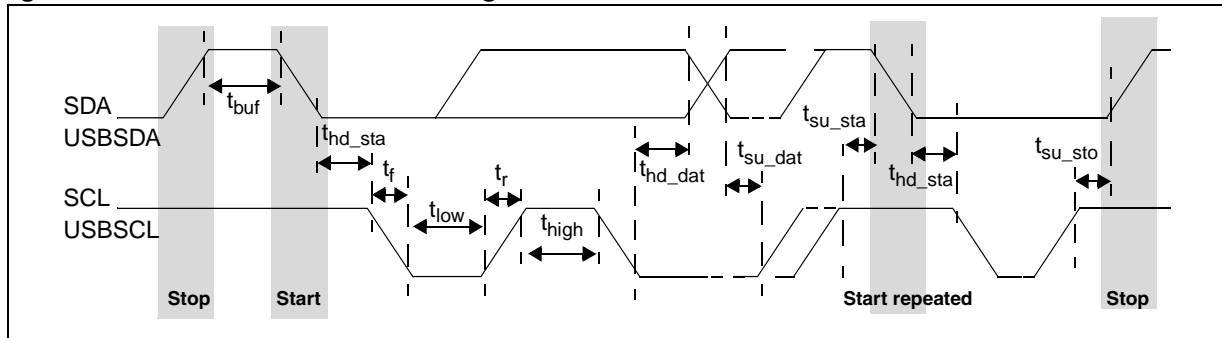 SDA
USBSDA
t_buf
t_hd_sta
t_f
t_low
t_r
t_high
t_hd_dat
t_su_dat
t_su_sta
t_hd_sta
t_su_sto
SCL
USBSCL
Stop
Start
Start repeated
Stop